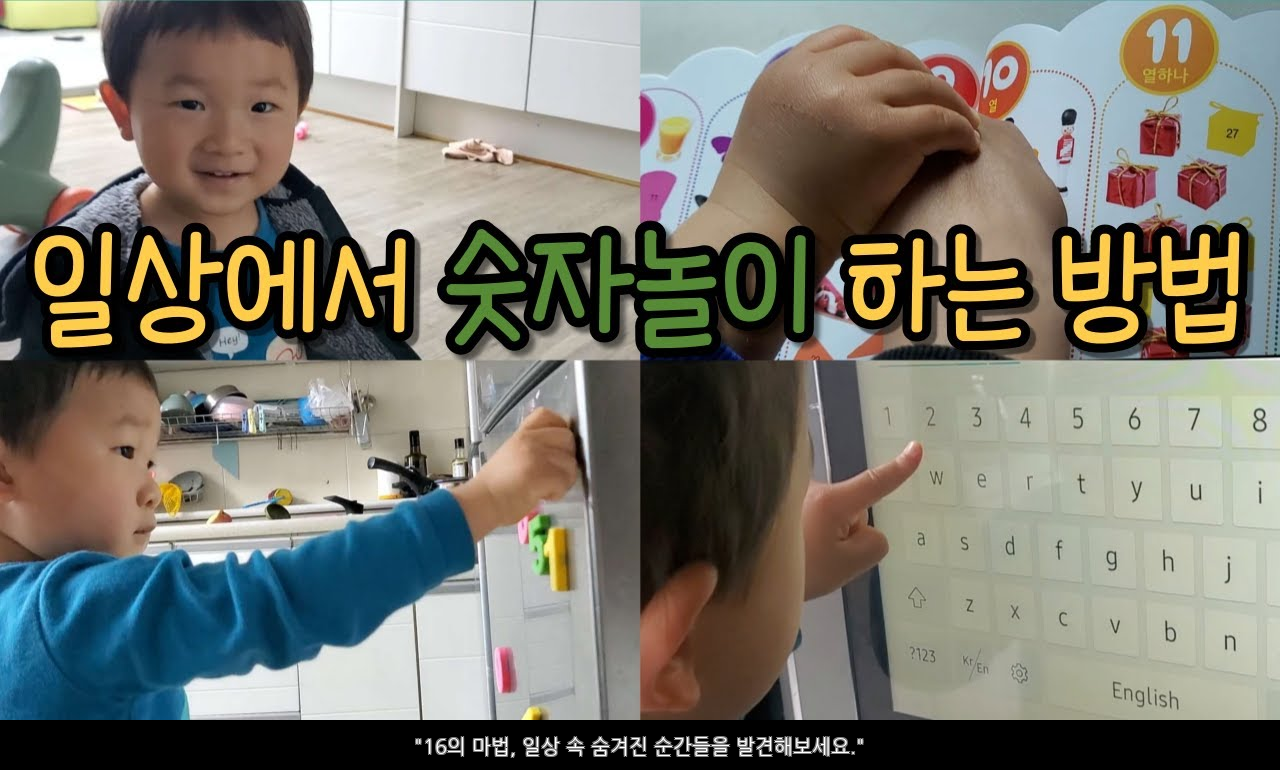 10
열
11
열하나
27
일상에서 숫자놀이 하는 방법
Hey!
1 2 3 4 5 6 7 8
w e r t y u i
a s d f g h j
z x c v b n
?123 Kr/En English
"16의 마법, 일상 속 숨겨진 순간들을 발견해보세요."